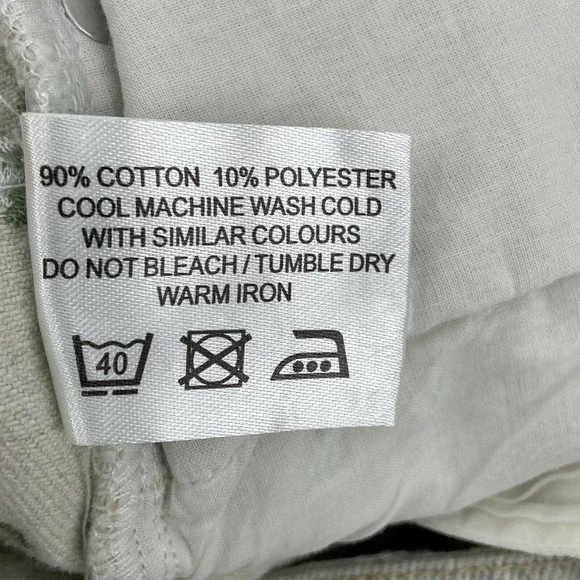 90% COTTON 10% POLYESTER
COOL MACHINE WASH COLD
WITH SIMILAR COLOURS
DO NOT BLEACH / TUMBLE DRY
WARM IRON
40